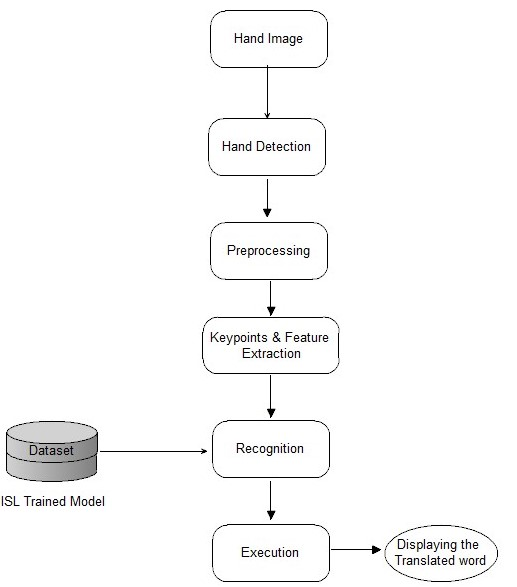 Hand Image
Hand Detection
Preprocessing
Keypoints & Feature
Extraction
Dataset
Recognition
ISL Trained Model
Execution
Displaying the
Translated word